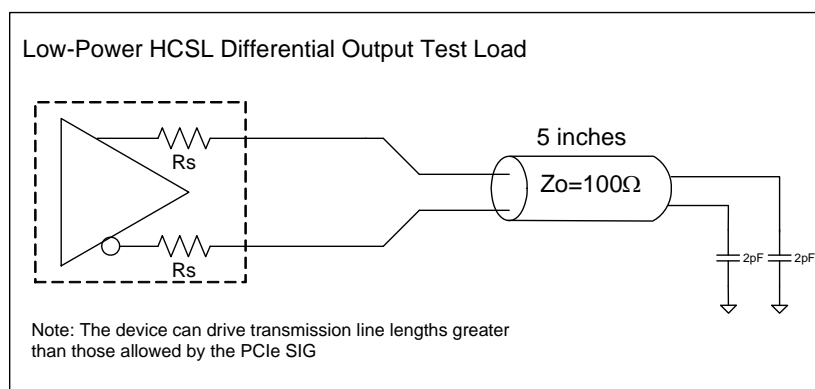 Low-Power HCSL Differential Output Test Load
5 inches
Rs
Zo=100Ω
Rs
2pF
2pF
Note: The device can drive transmission line lengths greater
than those allowed by the PCIe SIG